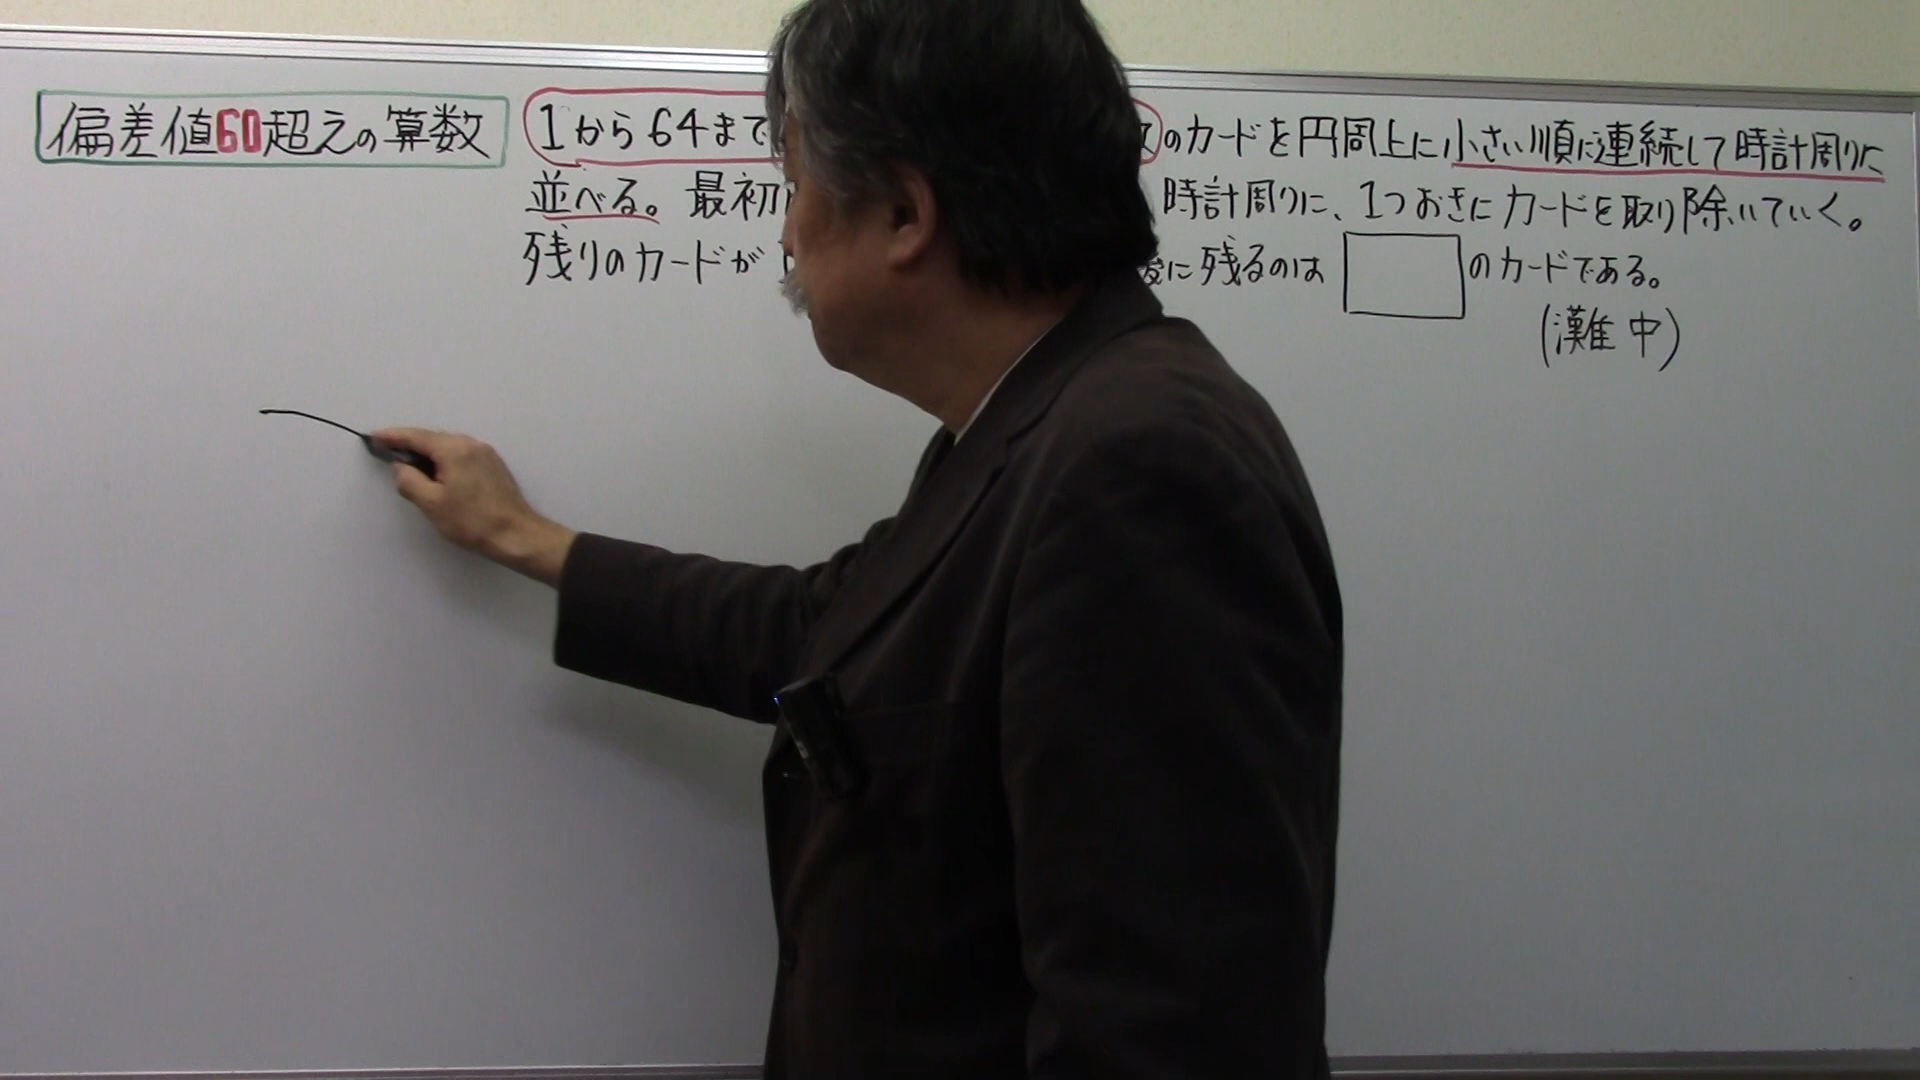 偏差値60超えの算数
1から64まで のカードを円周上に小さい順に連続して時計周りに
並べる。最初 時計周りに、1つおきにカードを取り除いていく。
残りのカードが に残るのは のカードである。
(灘中)